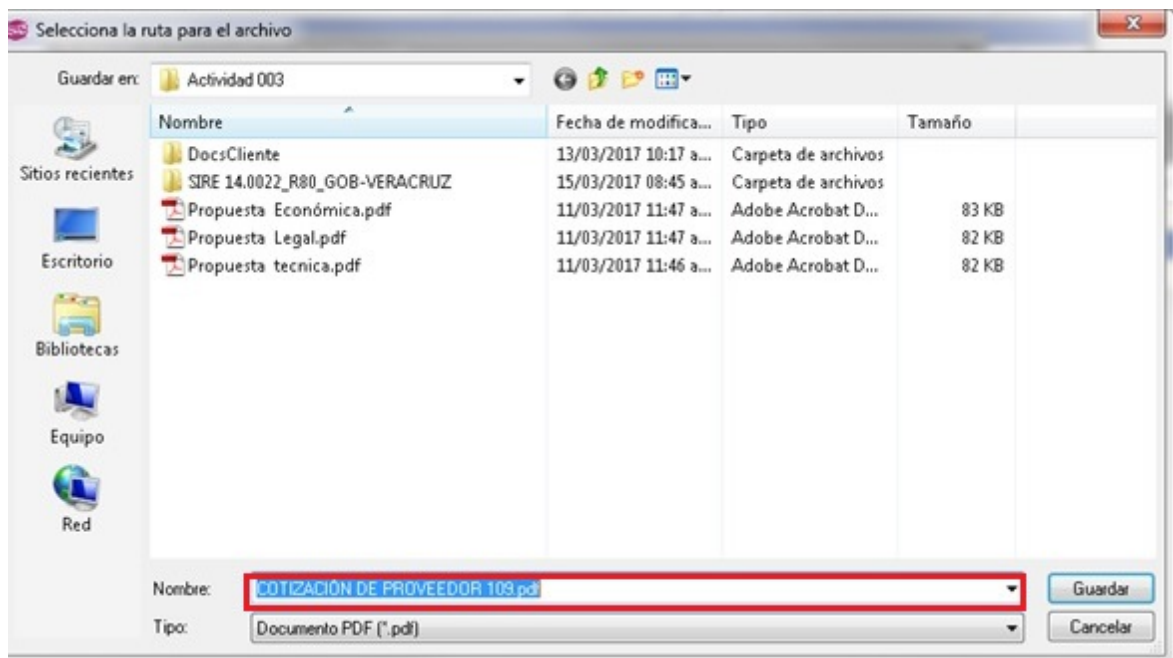 Selecciona la ruta para el archivo
Guardar en: Actividad 003
Nombre Fecha de modifica... Tipo Tamaño
DocsCliente 13/03/2017 10:17 a... Carpeta de archivos
SIRE 14.0022_R80_GOB-VERACRUZ 15/03/2017 08:45 a... Carpeta de archivos
Propuesta Económica.pdf 11/03/2017 11:47 a... Adobe Acrobat D... 83 KB
Propuesta Legal.pdf 11/03/2017 11:47 a... Adobe Acrobat D... 82 KB
Propuesta tecnica.pdf 11/03/2017 11:46 a... Adobe Acrobat D... 82 KB
Sitios recientes
Escritorio
Bibliotecas
Equipo
Red
Nombre: COTIZACIÓN DE PROVEEDOR 109.pdf Guardar
Tipo: Documento PDF (*.pdf) Cancelar